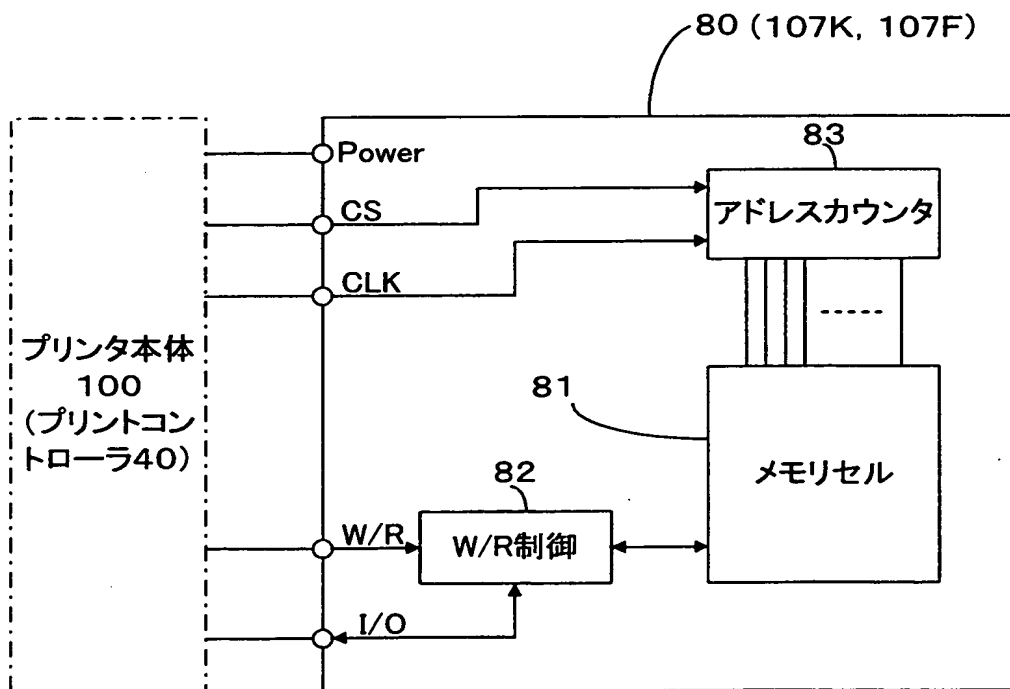 80 (107K, 107F)
Power
83
CS
アドレスカウンタ
CLK
プリンタ本体
100
(プリントコン
トローラ40)
81
メモリセル
82
W/R
W/R制御
I/O